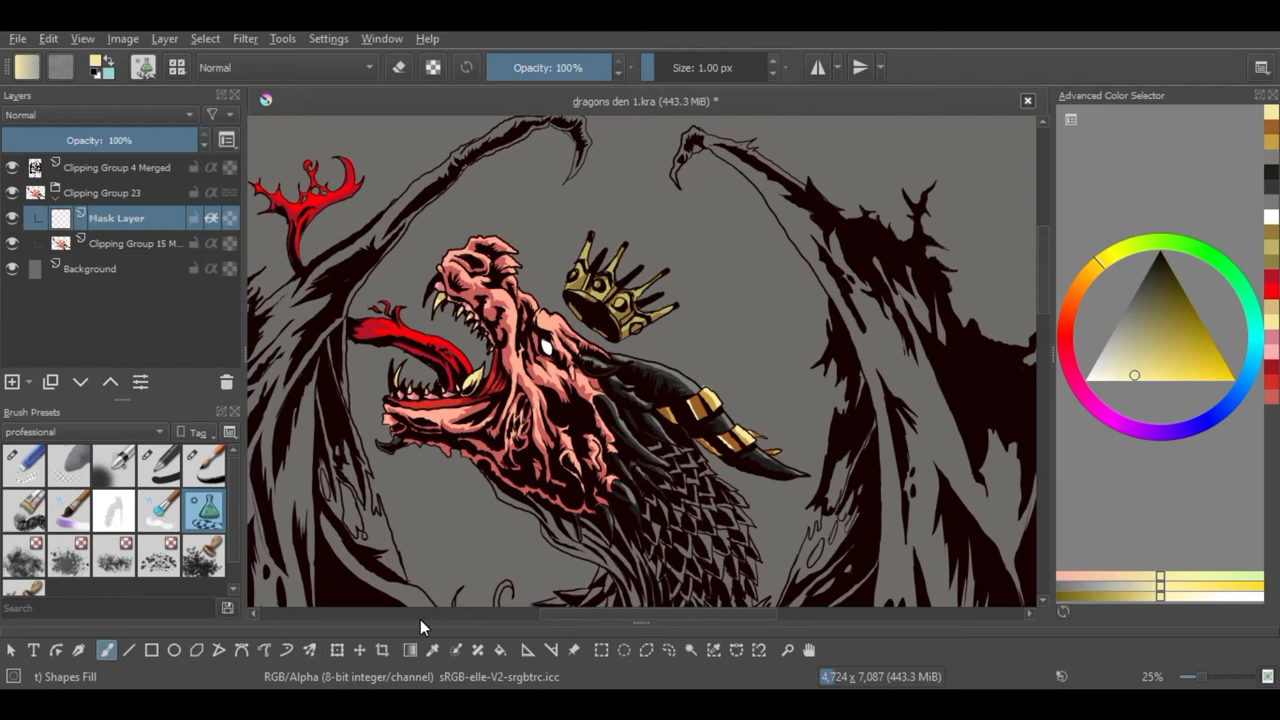 File Edit View Image Layer Select Filter Tools Settings Window Help
Normal
Opacity: 100%
Size: 1.00 px
Layers
dragons den 1.kra (443.3 MiB) *
Advanced Color Selector
Normal
Opacity: 100%
Clipping Group 4 Merged
Clipping Group 23
Mask Layer
Clipping Group 15 M...
Background
Brush Presets
professional
Tag
Search
t) Shapes Fill
RGB/Alpha (8-bit integer/channel) sRGB-elle-V2-srgbtrc.icc
4,724 x 7,087 (443.3 MiB)
25%